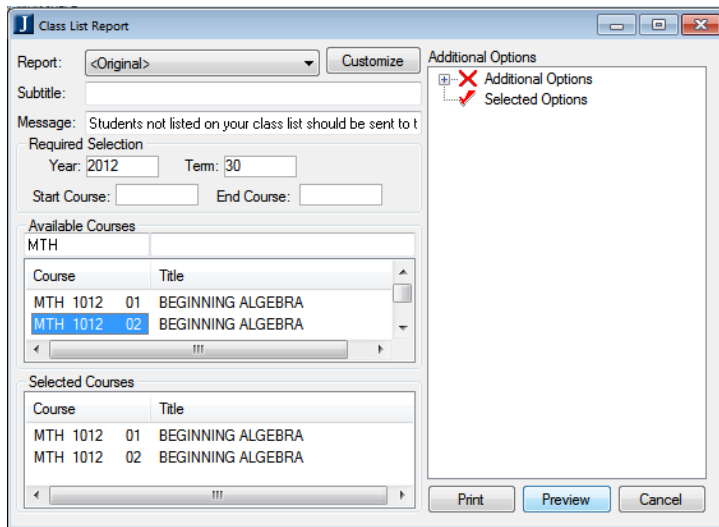 Class List Report
Report: <Original> Customize
Subtitle:
Message: Students not listed on your class list should be sent to t
Required Selection
Year: 2012 Term: 30
Start Course: End Course:
Available Courses
MTH
Course Title
MTH 1012 01 BEGINNING ALGEBRA
MTH 1012 02 BEGINNING ALGEBRA
Selected Courses
Course Title
MTH 1012 01 BEGINNING ALGEBRA
MTH 1012 02 BEGINNING ALGEBRA
Additional Options
Additional Options
Selected Options
Print Preview Cancel